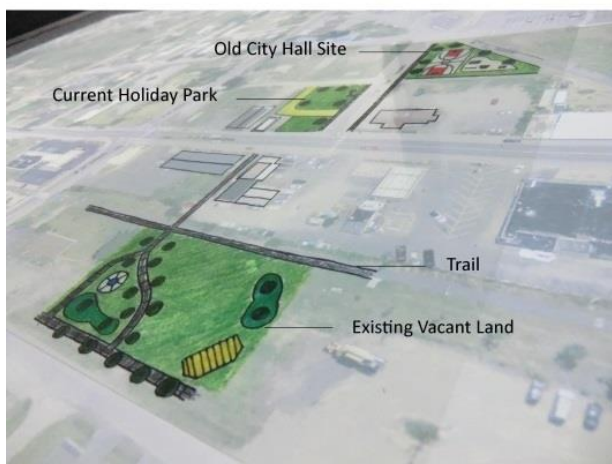 Old City Hall Site
Current Holiday Park
Trail
Existing Vacant Land